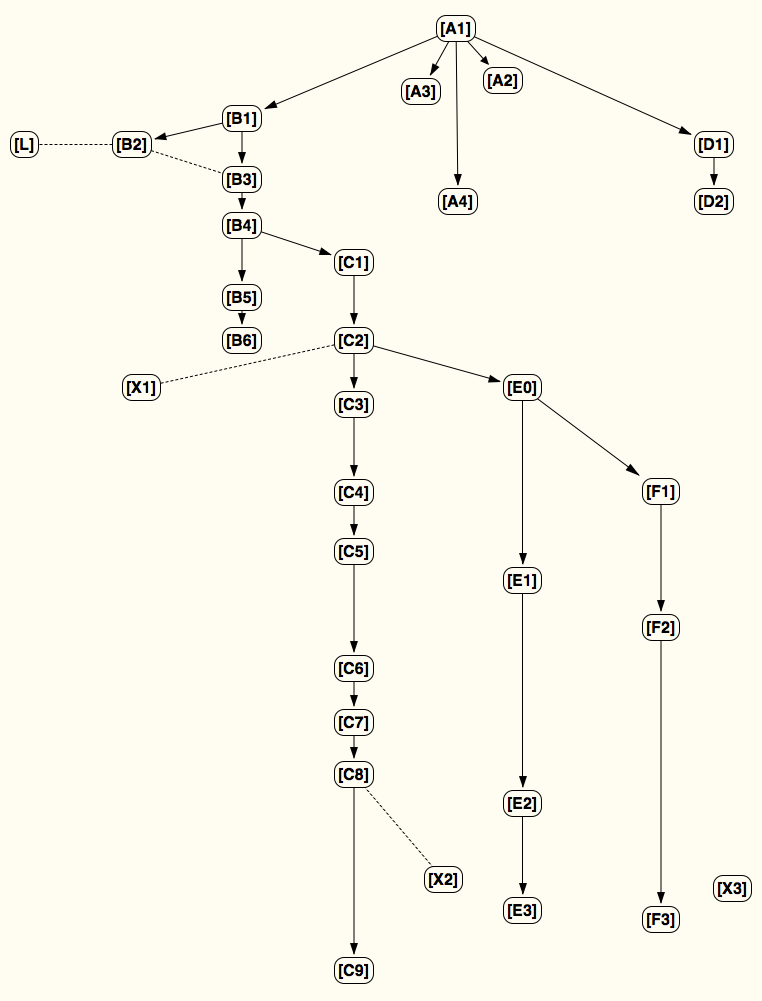 [A1]
[A2]
[A3]
[B1]
[L]
[B2]
[D1]
[B3]
[A4]
[D2]
[B4]
[C1]
[B5]
[B6]
[C2]
[X1]
[E0]
[C3]
[C4]
[F1]
[C5]
[E1]
[F2]
[C6]
[C7]
[C8]
[E2]
[X2]
[X3]
[E3]
[F3]
[C9]